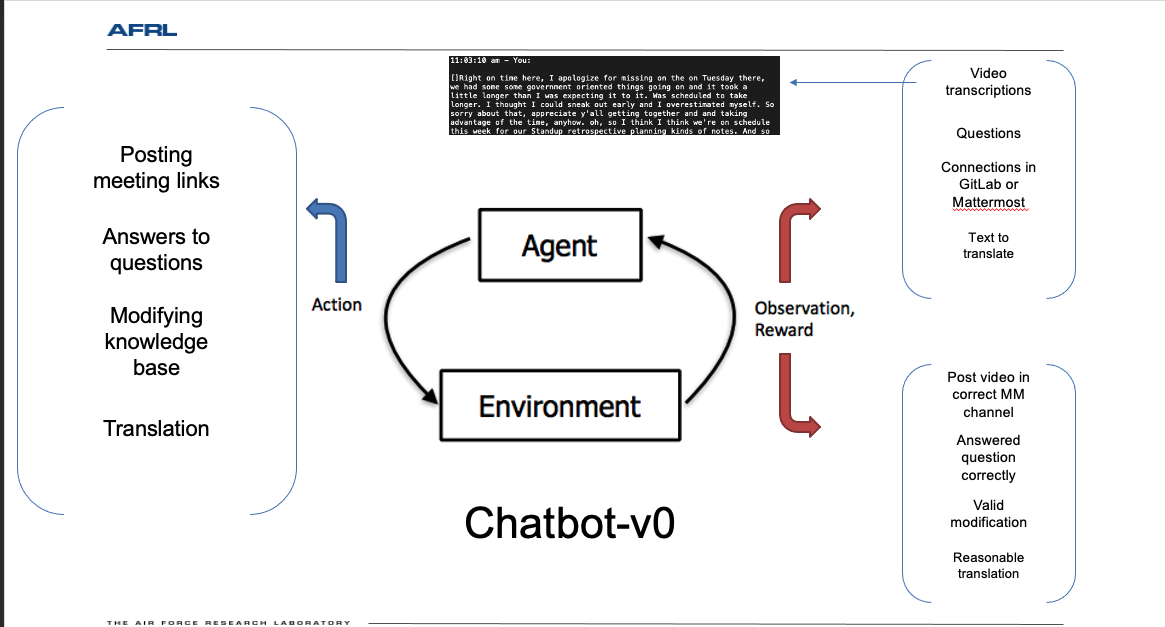 AFRL
11:03:10 am – You:
[]Right on time here, I apologize for missing on the on Tuesday there,
we had some some government oriented things going on and it took a
little longer than I was expecting it to it. Was scheduled to take
longer. I thought I could sneak out early and I overestimated myself. So
sorry about that, appreciate y'all getting together and and taking
advantage of the time, anyhow. oh, so I think I think we're on schedule
this week for our Standup retrospective planning kinds of notes. And so
Video
transcriptions
Questions
Connections in
GitLab or
Mattermost
Text to
translate
Posting
meeting links
Answers to
questions
Modifying
knowledge
base
Translation
Action
Agent
Environment
Observation,
Reward
Post video in
correct MM
channel
Answered
question
correctly
Valid
modification
Reasonable
translation
Chatbot-v0
THE AIR FORCE RESEARCH LABORATORY